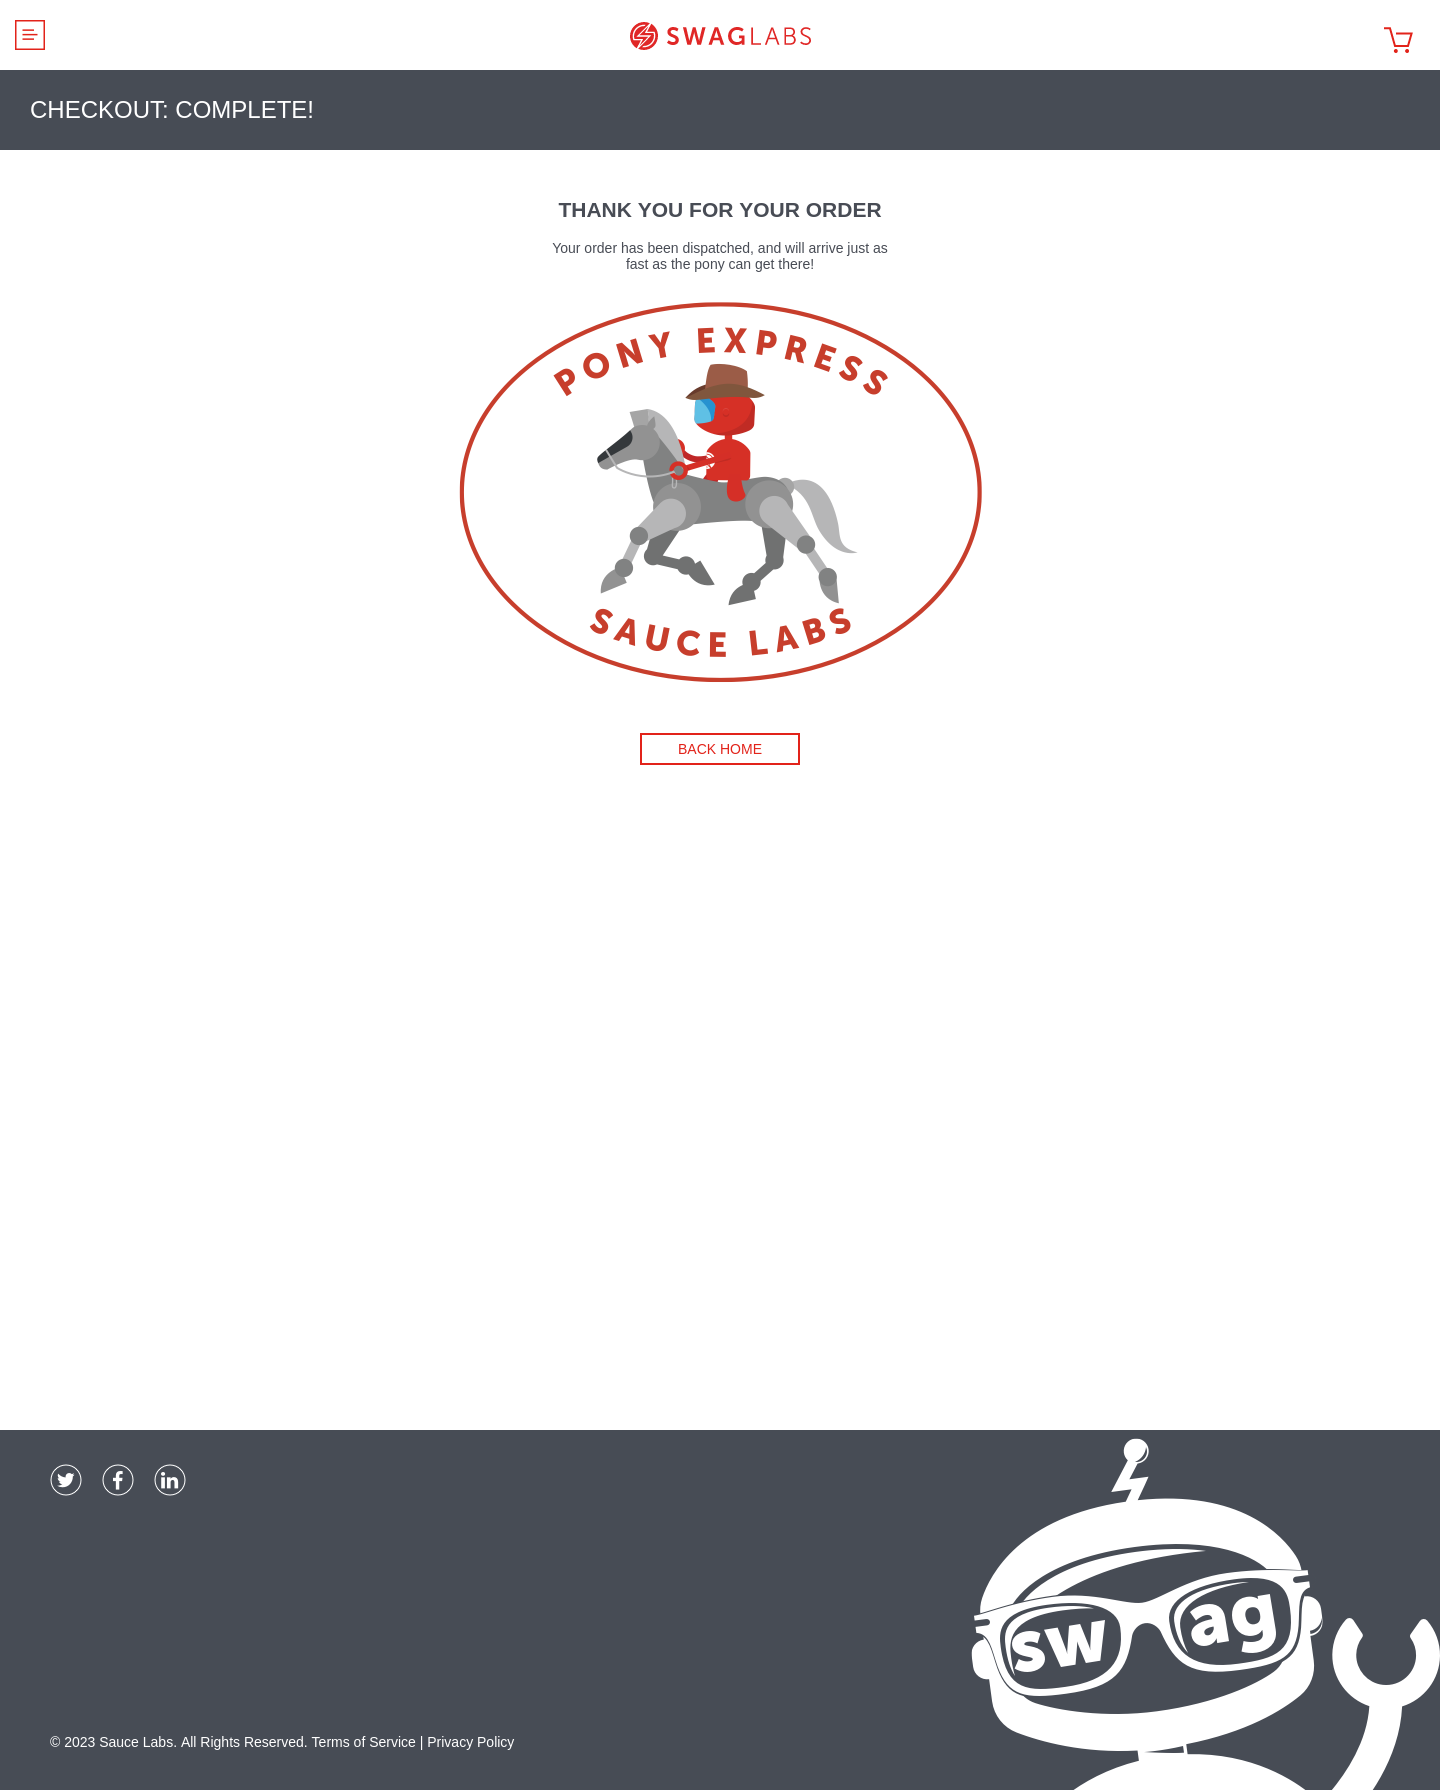 SWAGLABS
CHECKOUT: COMPLETE!
THANK YOU FOR YOUR ORDER
Your order has been dispatched, and will arrive just as
fast as the pony can get there!
PONY EXPRESS
SAUCE LABS
BACK HOME
sw ag
© 2023 Sauce Labs. All Rights Reserved. Terms of Service | Privacy Policy